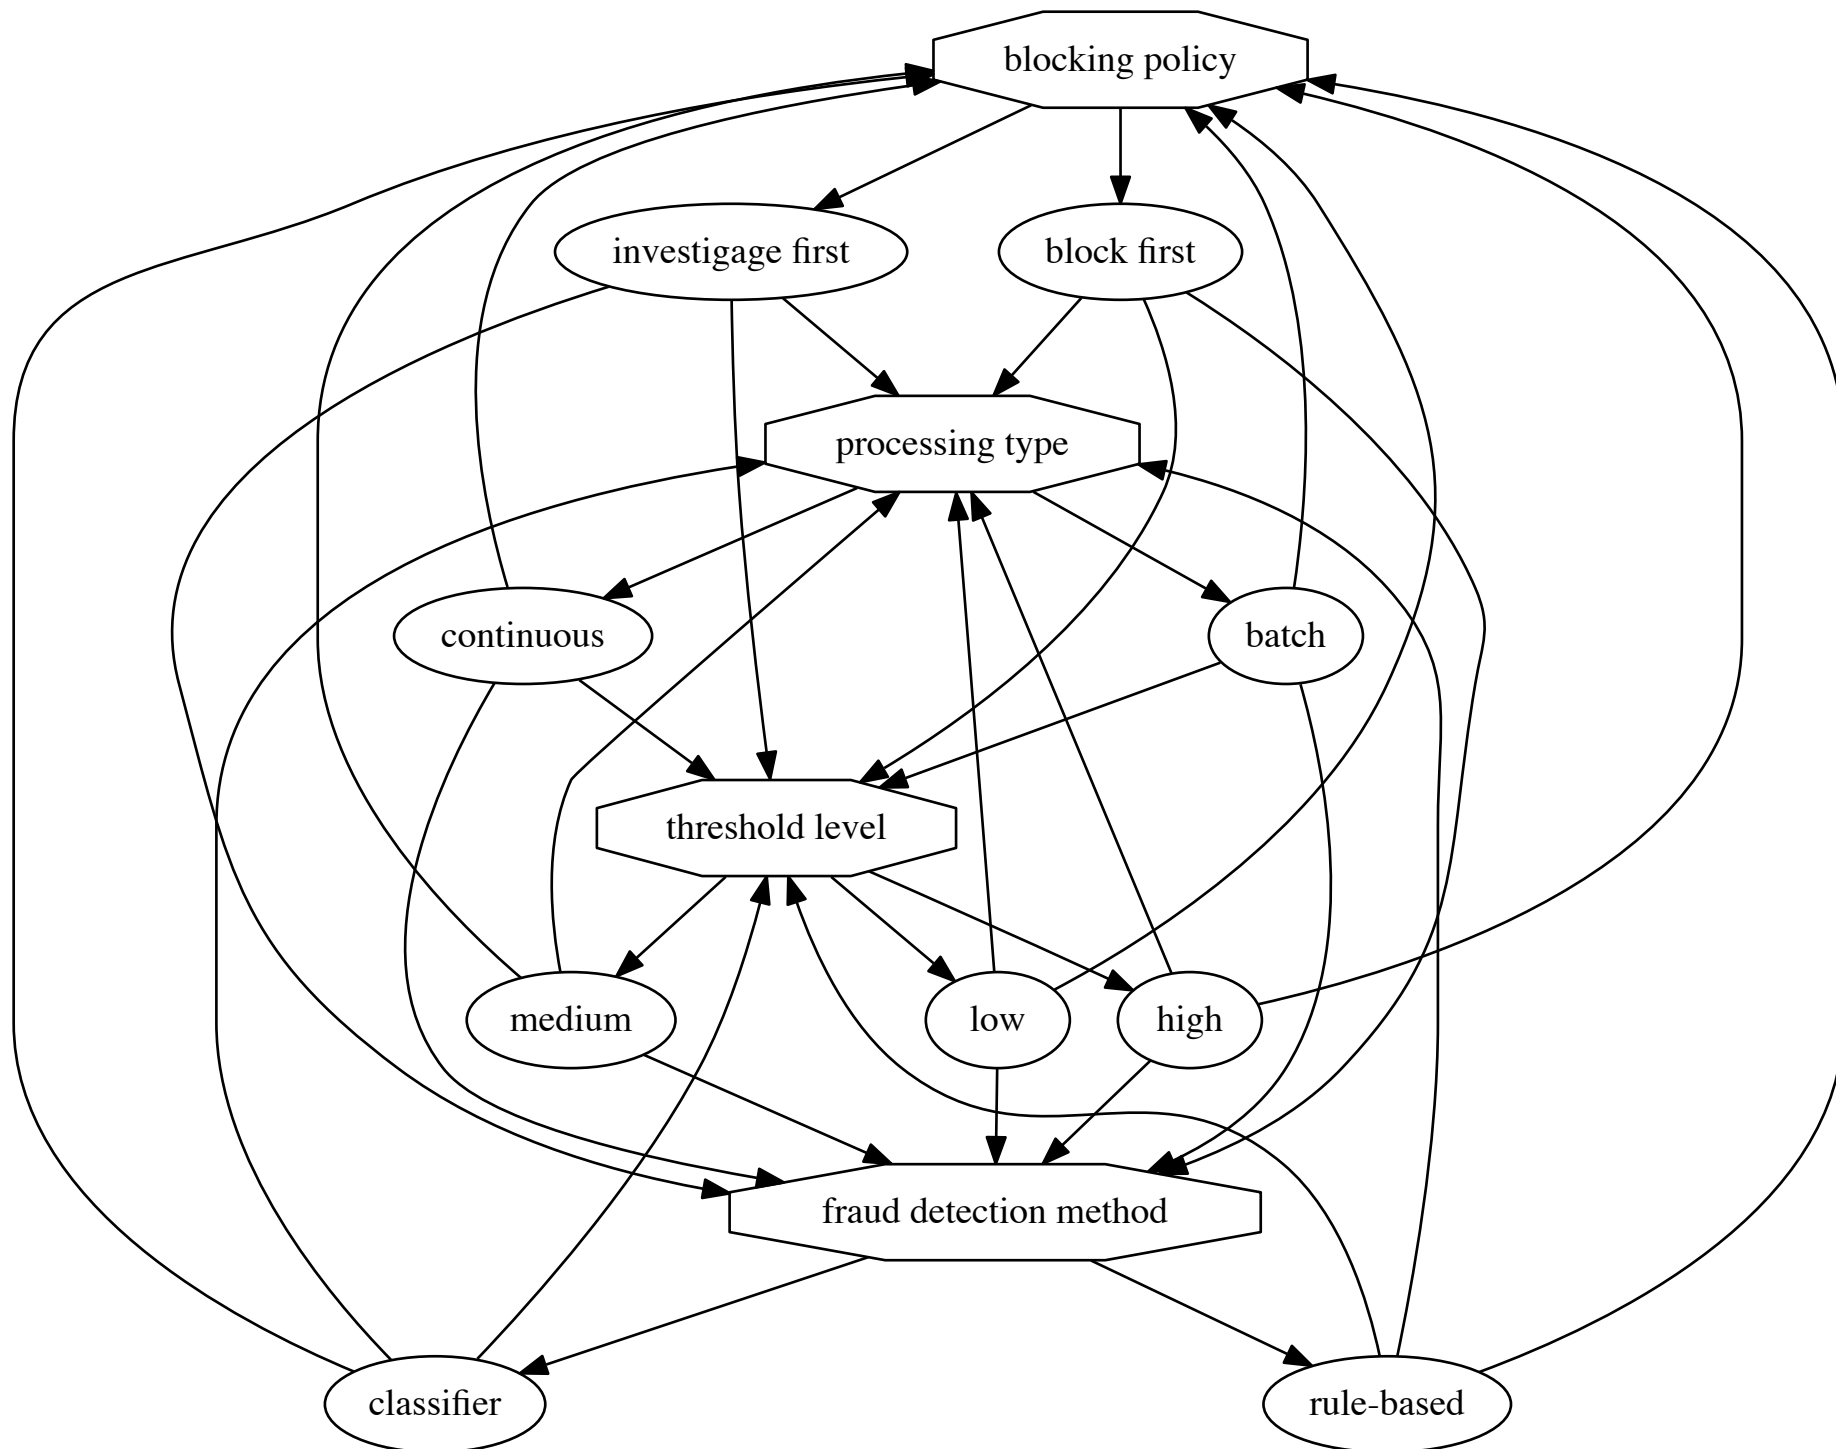 blocking policy
investigage first
block first
processing type
continuous
batch
threshold level
medium
low
high
fraud detection method
classifier
rule-based